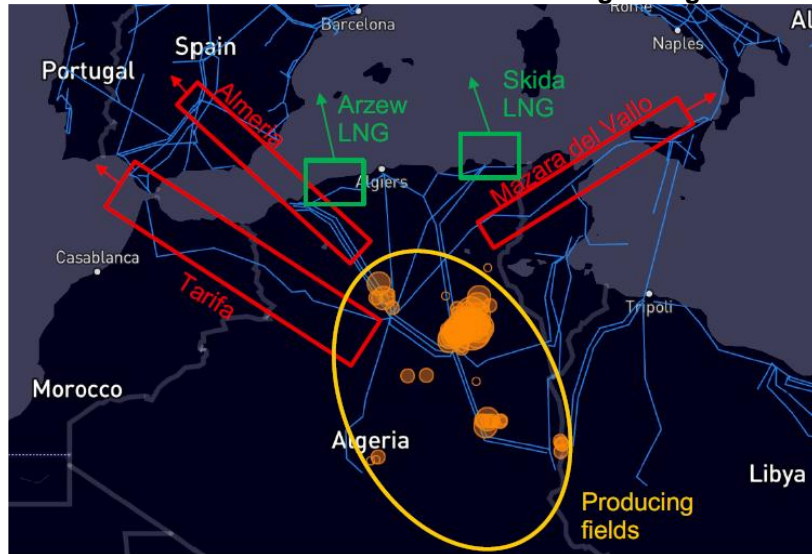 Rome
Al
Barcelona
Spain
Naples
Portugal
Almeria
Arzew
LNG
Skida
LNG
Mazara del Vallo
Algiers
Casablanca
Tarifa
Tripoli
Morocco
Algeria
Libya
Producing
fields